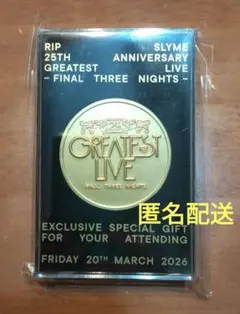 RIP SLYME
25TH ANNIVERSARY
GREATEST LIVE
- FINAL THREE NIGHTS -
GREATEST
LIVE
FINAL THREE NIGHTS
匿名配送
EXCLUSIVE SPECIAL GIFT
FOR YOUR ATTENDING
FRIDAY 20TH MARCH 2026